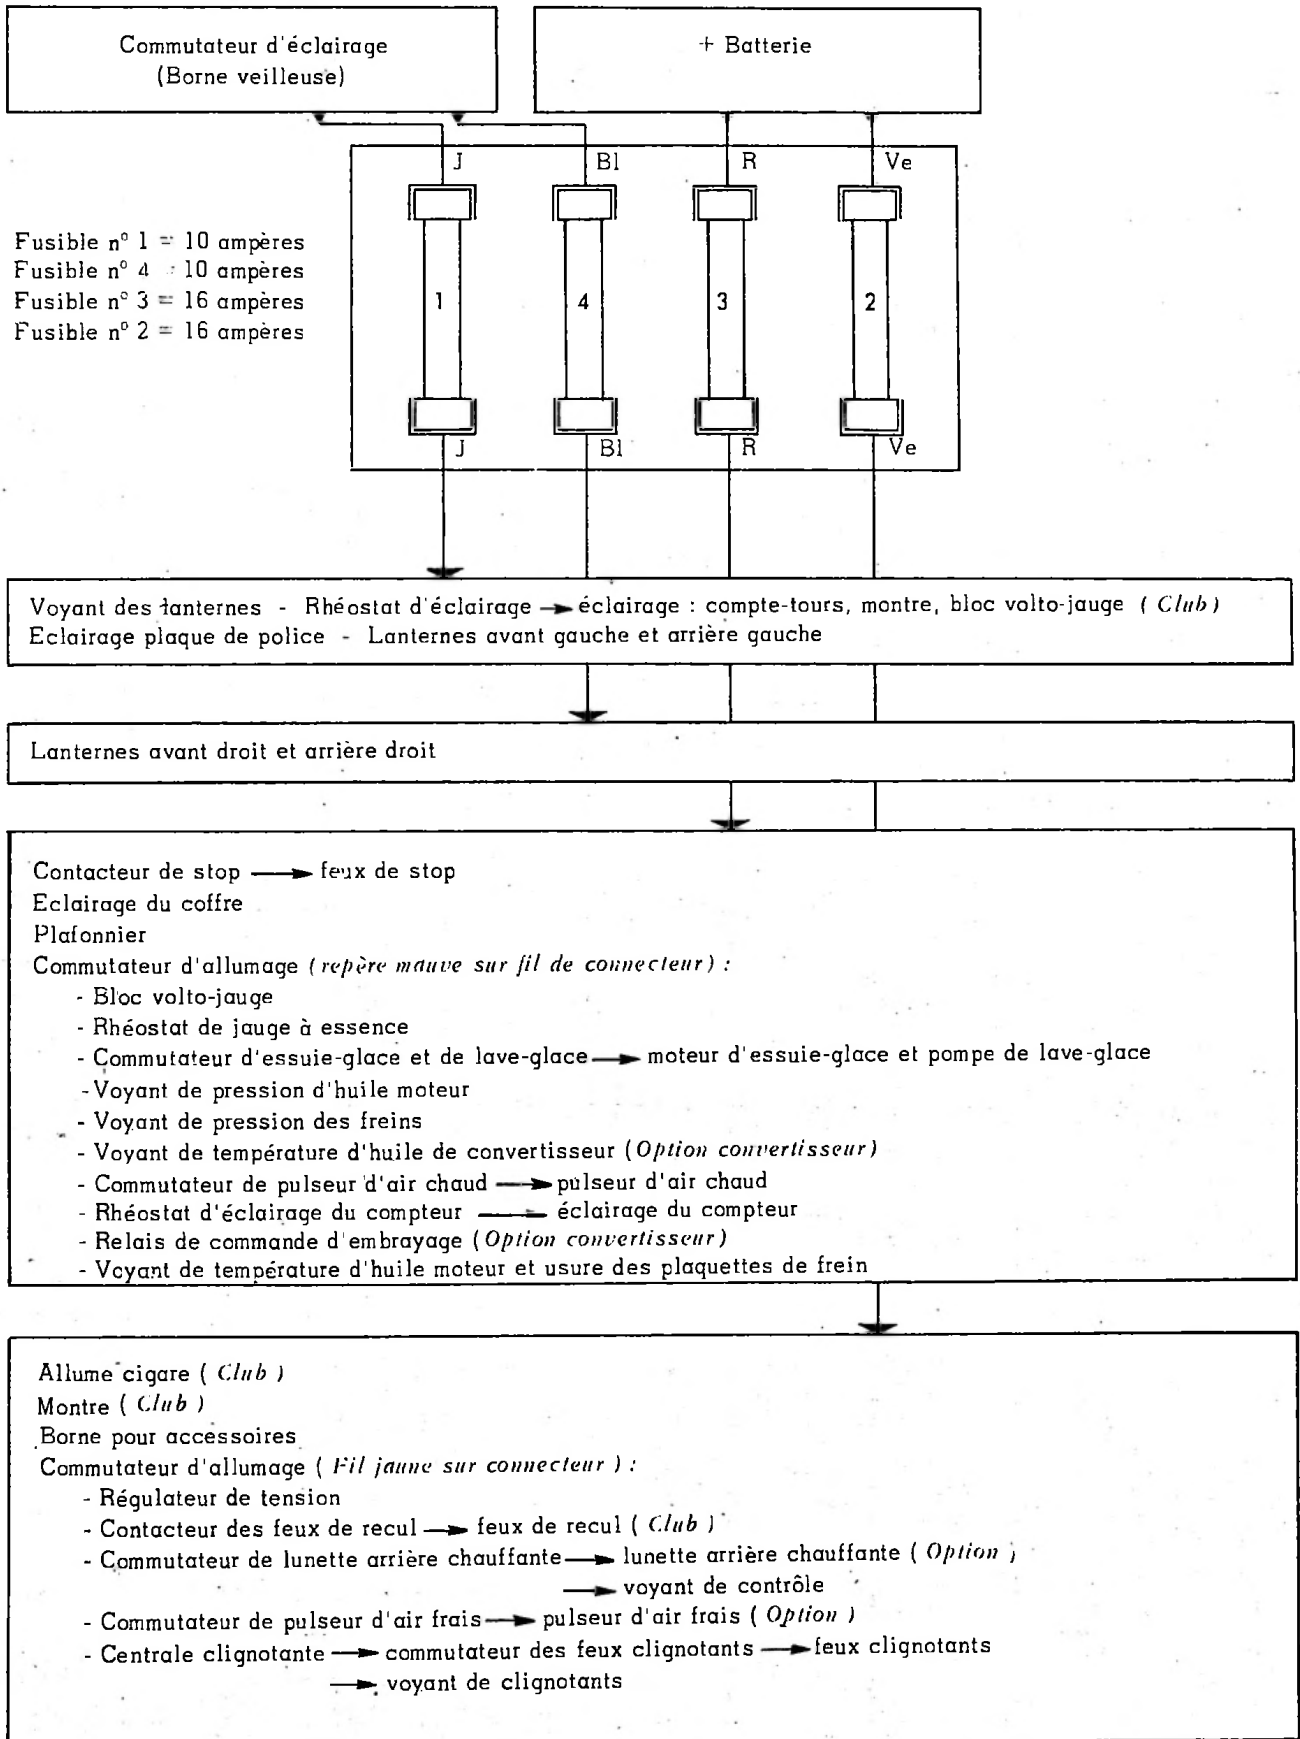 Commutateur d'éclairage
(Borne veilleuse)
+ Batterie
J Bl R Ve
Fusible nº 1 = 10 ampères
Fusible nº 4 = 10 ampères
Fusible nº 3 = 16 ampères
Fusible nº 2 = 16 ampères
1 4 3 2
J Bl R Ve
Voyant des lanternes - Rhéostat d'éclairage → éclairage : compte-tours, montre, bloc volto-jauge ( Club )
Eclairage plaque de police - Lanternes avant gauche et arrière gauche
Lanternes avant droit et arrière droit
Contacteur de stop → feux de stop
Eclairage du coffre
Plafonnier
Commutateur d'allumage ( repère mauve sur fil de connecteur ) :
- Bloc volto-jauge
- Rhéostat de jauge à essence
- Commutateur d'essuie-glace et de lave-glace → moteur d'essuie-glace et pompe de lave-glace
- Voyant de pression d'huile moteur
- Voyant de pression des freins
- Voyant de température d'huile de convertisseur ( Option convertisseur )
- Commutateur de pulseur d'air chaud → pulseur d'air chaud
- Rhéostat d'éclairage du compteur → éclairage du compteur
- Relais de commande d'embrayage ( Option convertisseur )
- Voyant de température d'huile moteur et usure des plaquettes de frein
Allume cigare ( Club )
Montre ( Club )
Borne pour accessoires
Commutateur d'allumage ( Fil jaune sur connecteur ) :
- Régulateur de tension
- Contacteur des feux de recul → feux de recul ( Club )
- Commutateur de lunette arrière chauffante → lunette arrière chauffante ( Option )
→ voyant de contrôle
- Commutateur de pulseur d'air frais → pulseur d'air frais ( Option )
- Centrale clignotante → commutateur des feux clignotants → feux clignotants
→ voyant de clignotants